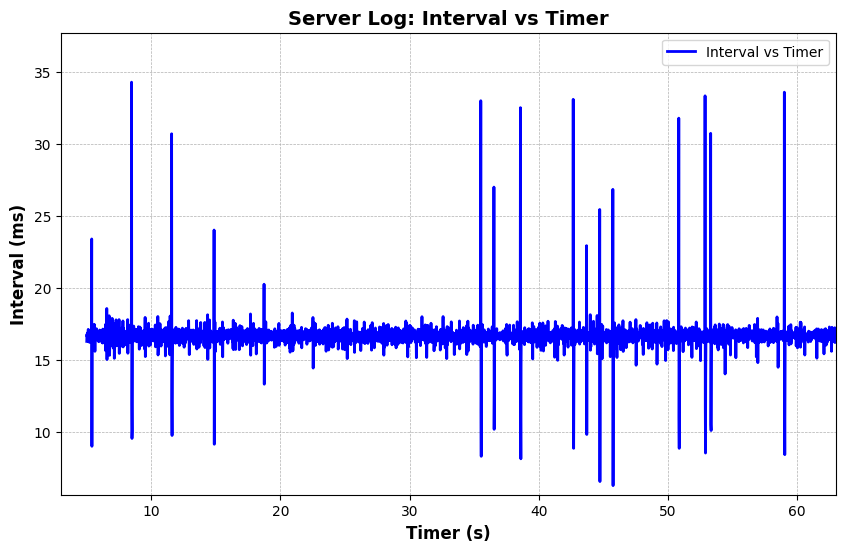 Server Log: Interval vs Timer
Interval vs Timer
35
30
25
20
15
10
Interval (ms)
10 20 30 40 50 60
Timer (s)